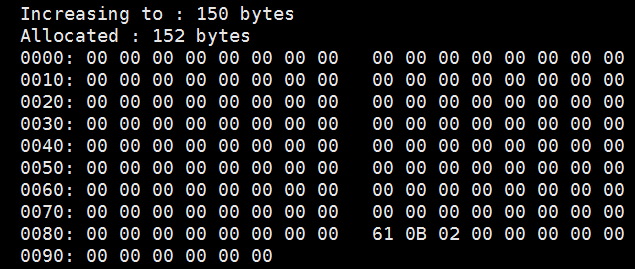 Increasing to : 150 bytes
Allocated : 152 bytes
0000: 00 00 00 00 00 00 00 00   00 00 00 00 00 00 00 00
0010: 00 00 00 00 00 00 00 00   00 00 00 00 00 00 00 00
0020: 00 00 00 00 00 00 00 00   00 00 00 00 00 00 00 00
0030: 00 00 00 00 00 00 00 00   00 00 00 00 00 00 00 00
0040: 00 00 00 00 00 00 00 00   00 00 00 00 00 00 00 00
0050: 00 00 00 00 00 00 00 00   00 00 00 00 00 00 00 00
0060: 00 00 00 00 00 00 00 00   00 00 00 00 00 00 00 00
0070: 00 00 00 00 00 00 00 00   00 00 00 00 00 00 00 00
0080: 00 00 00 00 00 00 00 00   61 0B 02 00 00 00 00 00
0090: 00 00 00 00 00 00